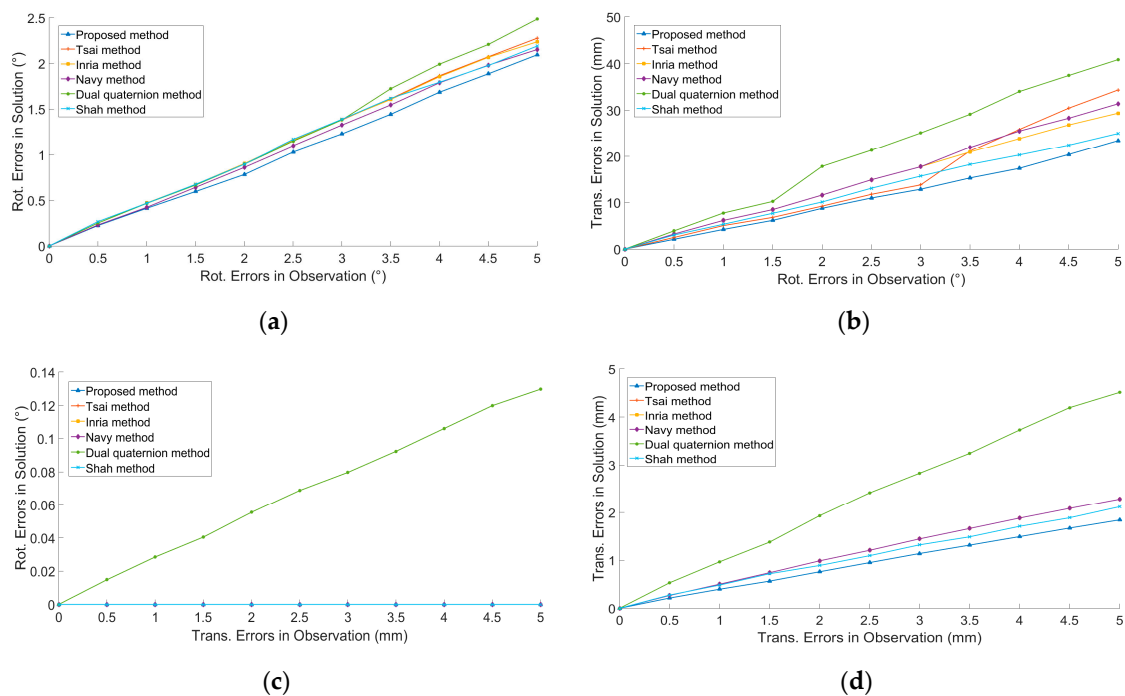 Rot. Errors in Solution (°)
2.5
2
1.5
1
0.5
0
Proposed method
Tsai method
Inria method
Navy method
Dual quaternion method
Shah method
0 0.5 1 1.5 2 2.5 3 3.5 4 4.5 5
Rot. Errors in Observation (°)
(a)
Trans. Errors in Solution (mm)
50
40
30
20
10
0
Proposed method
Tsai method
Inria method
Navy method
Dual quaternion method
Shah method
0 0.5 1 1.5 2 2.5 3 3.5 4 4.5 5
Rot. Errors in Observation (°)
(b)
Rot. Errors in Solution (°)
0.14
0.12
0.1
0.08
0.06
0.04
0.02
0
Proposed method
Tsai method
Inria method
Navy method
Dual quaternion method
Shah method
0 0.5 1 1.5 2 2.5 3 3.5 4 4.5 5
Trans. Errors in Observation (mm)
(c)
Trans. Errors in Solution (mm)
5
4
3
2
1
0
Proposed method
Tsai method
Inria method
Navy method
Dual quaternion method
Shah method
0 0.5 1 1.5 2 2.5 3 3.5 4 4.5 5
Trans. Errors in Observation (mm)
(d)